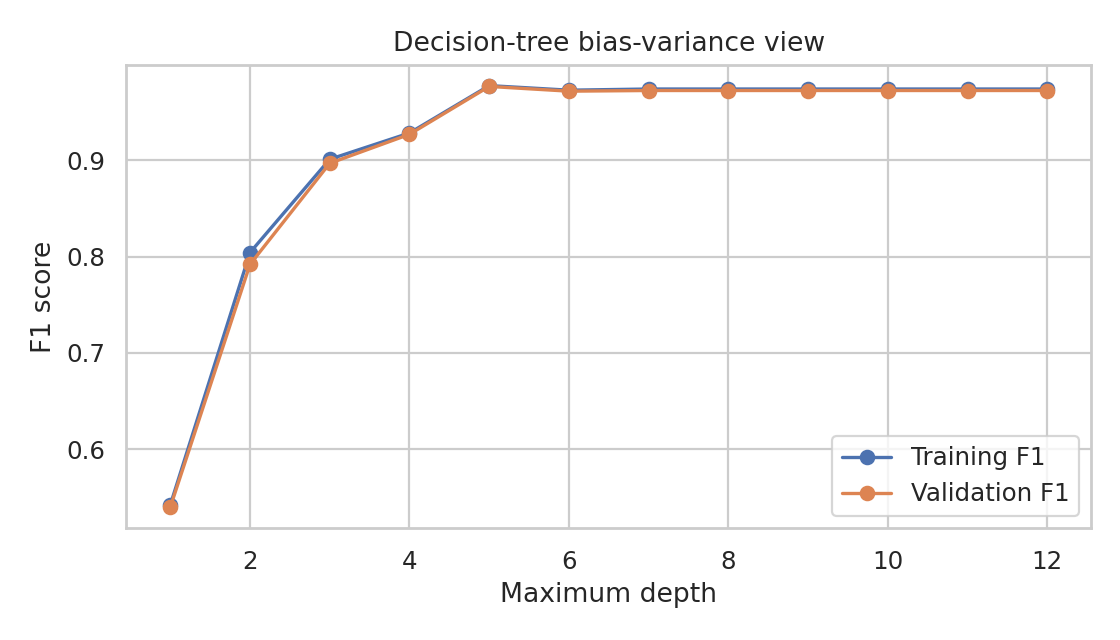 Decision-tree bias-variance view
F1 score
0.9
0.8
0.7
0.6
Training F1
Validation F1
2 4 6 8 10 12
Maximum depth